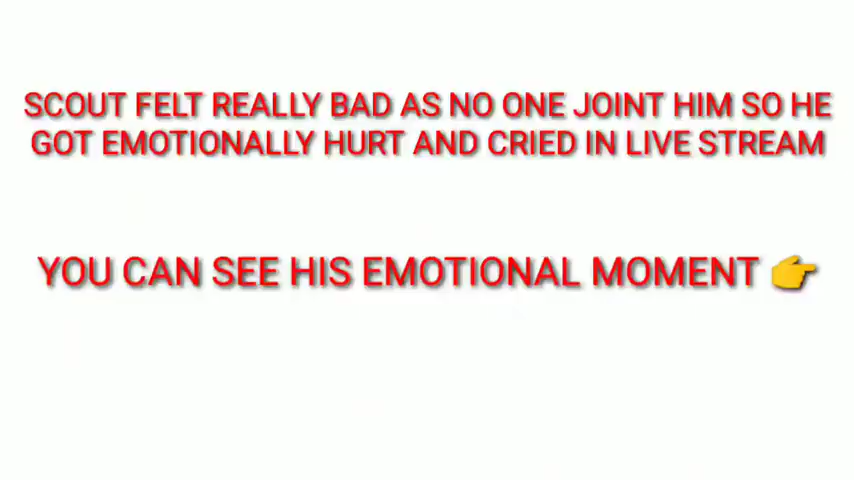 SCOUT FELT REALLY BAD AS NO ONE JOINT HIM SO HE
GOT EMOTIONALLY HURT AND CRIED IN LIVE STREAM
YOU CAN SEE HIS EMOTIONAL MOMENT 👉